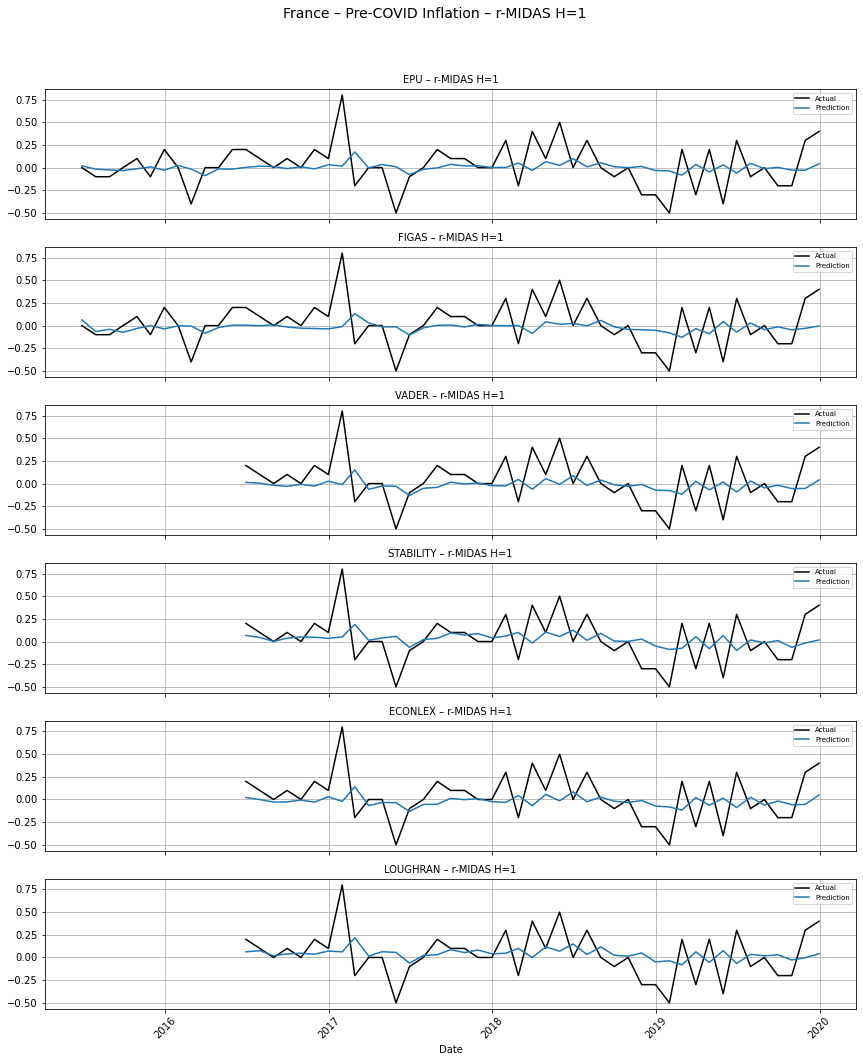 France – Pre-COVID Inflation – r-MIDAS H=1
EPU – r-MIDAS H=1
Actual
Prediction
0.75
0.50
0.25
0.00
−0.25
−0.50
FIGAS – r-MIDAS H=1
Actual
Prediction
0.75
0.50
0.25
0.00
−0.25
−0.50
VADER – r-MIDAS H=1
Actual
Prediction
0.75
0.50
0.25
0.00
−0.25
−0.50
STABILITY – r-MIDAS H=1
Actual
Prediction
0.75
0.50
0.25
0.00
−0.25
−0.50
ECONLEX – r-MIDAS H=1
Actual
Prediction
0.75
0.50
0.25
0.00
−0.25
−0.50
LOUGHRAN – r-MIDAS H=1
Actual
Prediction
0.75
0.50
0.25
0.00
−0.25
−0.50
2016
2017
2018
2019
2020
Date